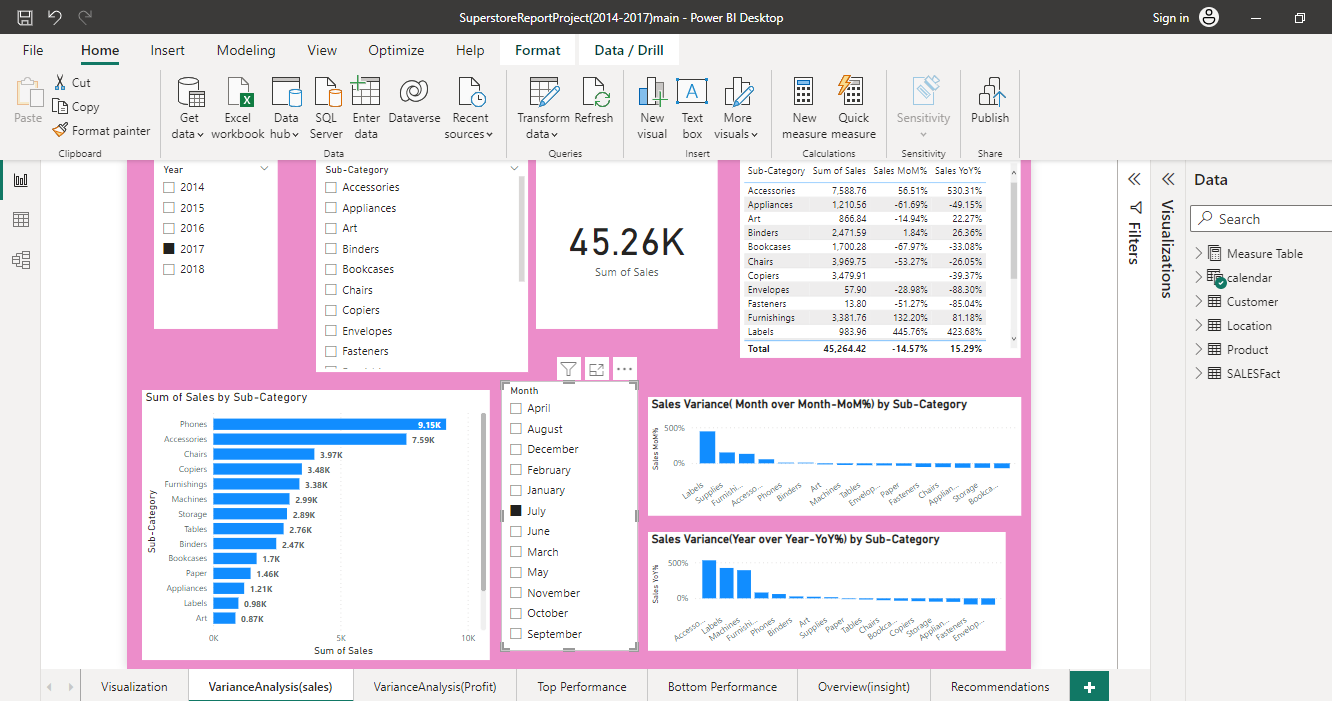 SuperstoreReportProject(2014-2017)main - Power BI Desktop
Sign in
File Home Insert Modeling View Optimize Help Format Data / Drill
Paste
Cut
Copy
Format painter
Clipboard
Get data
Excel workbook
Data hub
SQL Server
Enter data
Dataverse
Recent sources
Data
Transform data
Refresh
Queries
New visual
Text box
More visuals
Insert
New measure
Quick measure
Calculations
Sensitivity
Sensitivity
Publish
Share
Year
2014
2015
2016
2017
2018
Sub-Category
Accessories
Appliances
Art
Binders
Bookcases
Chairs
Copiers
Envelopes
Fasteners
45.26K
Sum of Sales
Sub-Category Sum of Sales Sales MoM% Sales YoY%
Accessories 7,588.76 56.51% 530.31%
Appliances 1,210.56 -61.69% -49.15%
Art 866.84 -14.94% 22.27%
Binders 2,471.59 1.84% 26.36%
Bookcases 1,700.28 -67.97% -33.08%
Chairs 3,969.75 -53.27% -26.05%
Copiers 3,479.91 -39.37%
Envelopes 57.90 -28.98% -88.30%
Fasteners 13.80 -51.27% -85.04%
Furnishings 3,381.76 132.20% 81.18%
Labels 983.96 445.76% 423.68%
Total 45,264.42 -14.57% 15.29%
Sum of Sales by Sub-Category
Sub-Category
Phones 9.15K
Accessories 7.59K
Chairs 3.97K
Copiers 3.48K
Furnishings 3.38K
Machines 2.99K
Storage 2.89K
Tables 2.76K
Binders 2.47K
Bookcases 1.7K
Paper 1.46K
Appliances 1.21K
Labels 0.98K
Art 0.87K
0K 5K 10K
Sum of Sales
Month
April
August
December
February
January
July
June
March
May
November
October
September
Sales Variance( Month over Month-MoM%) by Sub-Category
Sales MoM%
500%
0%
Labels Supplies Furnishi... Accesso... Phones Binders Art Machines Tables Envelop... Paper Fasteners Chairs Applian... Storage Bookca...
Sales Variance(Year over Year-YoY%) by Sub-Category
Sales YoY%
500%
0%
Accesso... Labels Machines Furnishi... Phones Binders Art Supplies Paper Tables Chairs Bookca... Copiers Storage Applian... Fasteners Envelop...
Filters
Visualizations
Data
Search
Measure Table
calendar
Customer
Location
Product
SALESFact
Visualization VarianceAnalysis(sales) VarianceAnalysis(Profit) Top Performance Bottom Performance Overview(insight) Recommendations